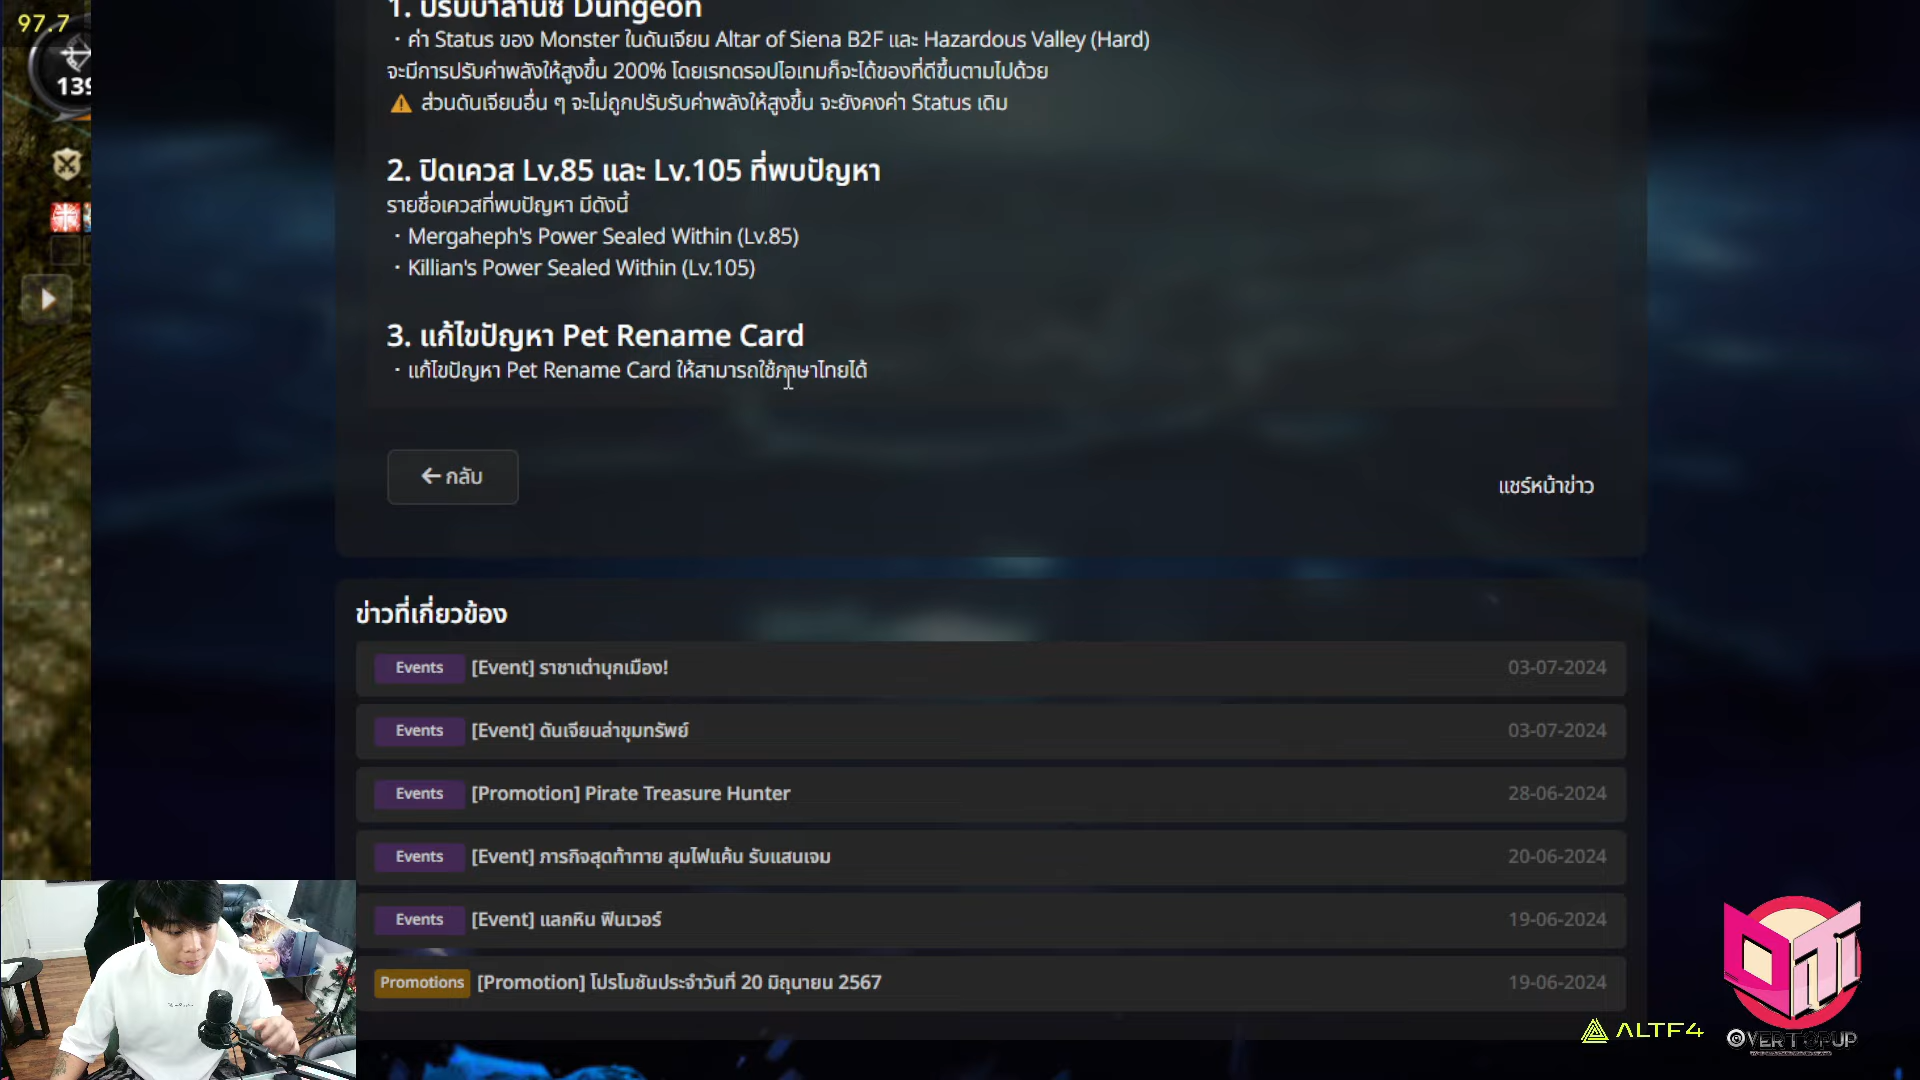 97.7
1. ปรับบาลานซ์ Dungeon
· ค่า Status ของ Monster ในดันเจียน Altar of Siena B2F และ Hazardous Valley (Hard)
139
จะมีการปรับค่าพลังให้สูงขึ้น 200% โดยเรทดรอปไอเทมก็จะได้ของที่ดีขึ้นตามไปด้วย
ส่วนดันเจียนอื่น ๆ จะไม่ถูกปรับรับค่าพลังให้สูงขึ้น จะยังคงค่า Status เดิม
2. ปิดเควส Lv.85 และ Lv.105 ที่พบปัญหา
รายชื่อเควสที่พบปัญหา มีดังนี้
· Mergaheph's Power Sealed Within (Lv.85)
· Killian's Power Sealed Within (Lv.105)
3. แก้ไขปัญหา Pet Rename Card
· แก้ไขปัญหา Pet Rename Card ให้สามารถใช้ภาษาไทยได้
← กลับ
แชร์หน้าข่าว
ข่าวที่เกี่ยวข้อง
Events [Event] ราชาเต่าบุกเมือง! 03-07-2024
Events [Event] ดันเจียนล่าขุมทรัพย์ 03-07-2024
Events [Promotion] Pirate Treasure Hunter 28-06-2024
Events [Event] ภารกิจสุดท้าทาย สุมไฟแค้น รับแสนเจม 20-06-2024
Events [Event] แลกหิน ฟินเวอร์ 19-06-2024
Promotions [Promotion] โปรโมชันประจำวันที่ 20 มิถุนายน 2567 19-06-2024
ALTF4
OVERTOPUP